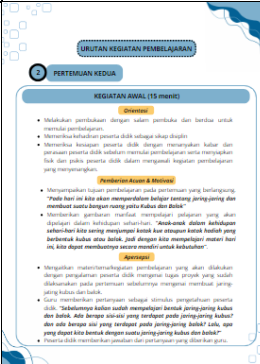 URUTAN KEGIATAN PEMBELAJARAN
2 PERTEMUAN KEDUA
KEGIATAN AWAL (15 menit)
Orientasi
• Melakukan pembukaan dengan salam pembuka dan berdoa untuk
memulai pembelajaran.
• Memeriksa kehadiran peserta didik sebagai sikap disiplin
• Memeriksa kesiapan peserta didik dengan menanyakan kabar dan
perasaan peserta didik sebelum memulai pembelajaran serta menyiapkan
fisik dan psikis peserta didik dalam mengawali kegiatan pembelajaran
yang menyenangkan.
Pemberian Acuan & Motivasi
• Menyampaikan tujuan pembelajaran pada pertemuan yang berlangsung.
"Pada hari ini kita akan memperdalam belajar tentang jaring-jaring dan
membuat suatu bangun ruang yaitu Kubus dan Balok"
• Memberikan gambaran manfaat mempelajari pelajaran yang akan
dipelajari dalam kehidupan sehari-hari. "Anak-anak dalam kehidupan
sehari-hari kita sering menjumpai kotak kue ataupun kotak hadiah yang
berbentuk kubus atau balok. Jadi dengan kita mempelajari materi hari
ini, kita dapat membuatnya secara mandiri untuk kebutuhan".
Apersepsi
• Mengaitkan materi/tema/kegiatan pembelajaran yang akan dilakukan
dengan pengalaman peserta didik mengenai tugas proyek yang sudah
dilaksanakan pada pertemuan sebelumnya mengenai membuat jaring-
jaring kubus dan balok.
• Guru memberikan pertanyaan sebagai stimulus pengetahuan peserta
didik. "Sebelumnya kalian sudah mempelajari bentuk jaring-jaring kubus
dan balok. Ada berapa sisi-sisi yang terdapat pada jaring-jaring kubus?
dan ada berapa sisi yang terdapat pada jaring-jaring balok? Lalu, apa
yang dapat kita bentuk dengan suatu jaring-jaring kubus dan balok?"
• Peserta didik memberikan jawaban dari pertanyaan yang diberikan guru.